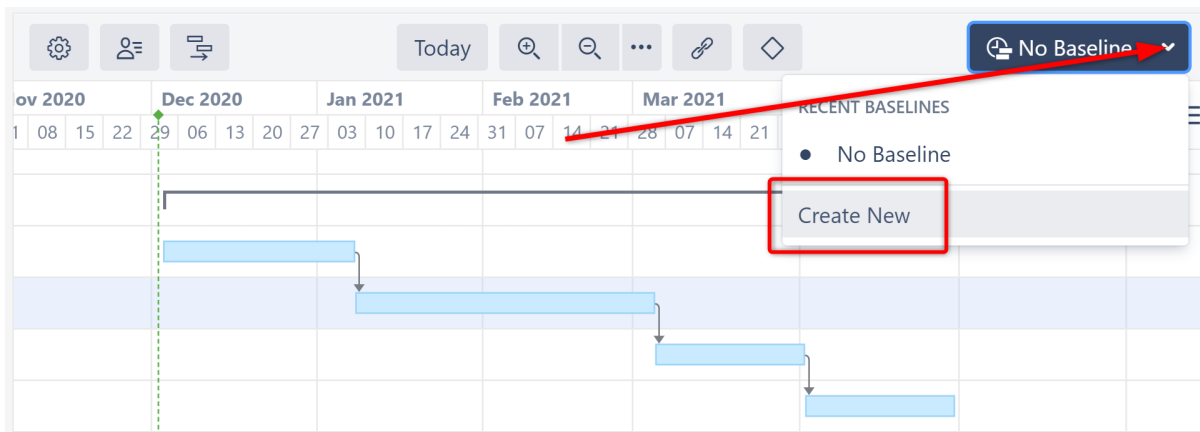 Today
No Baseline
ov 2020 Dec 2020 Jan 2021 Feb 2021 Mar 2021
1 08 15 22 29 06 13 20 27 03 10 17 24 31 07 14 21 28 07 14 21
RECENT BASELINES
No Baseline
Create New